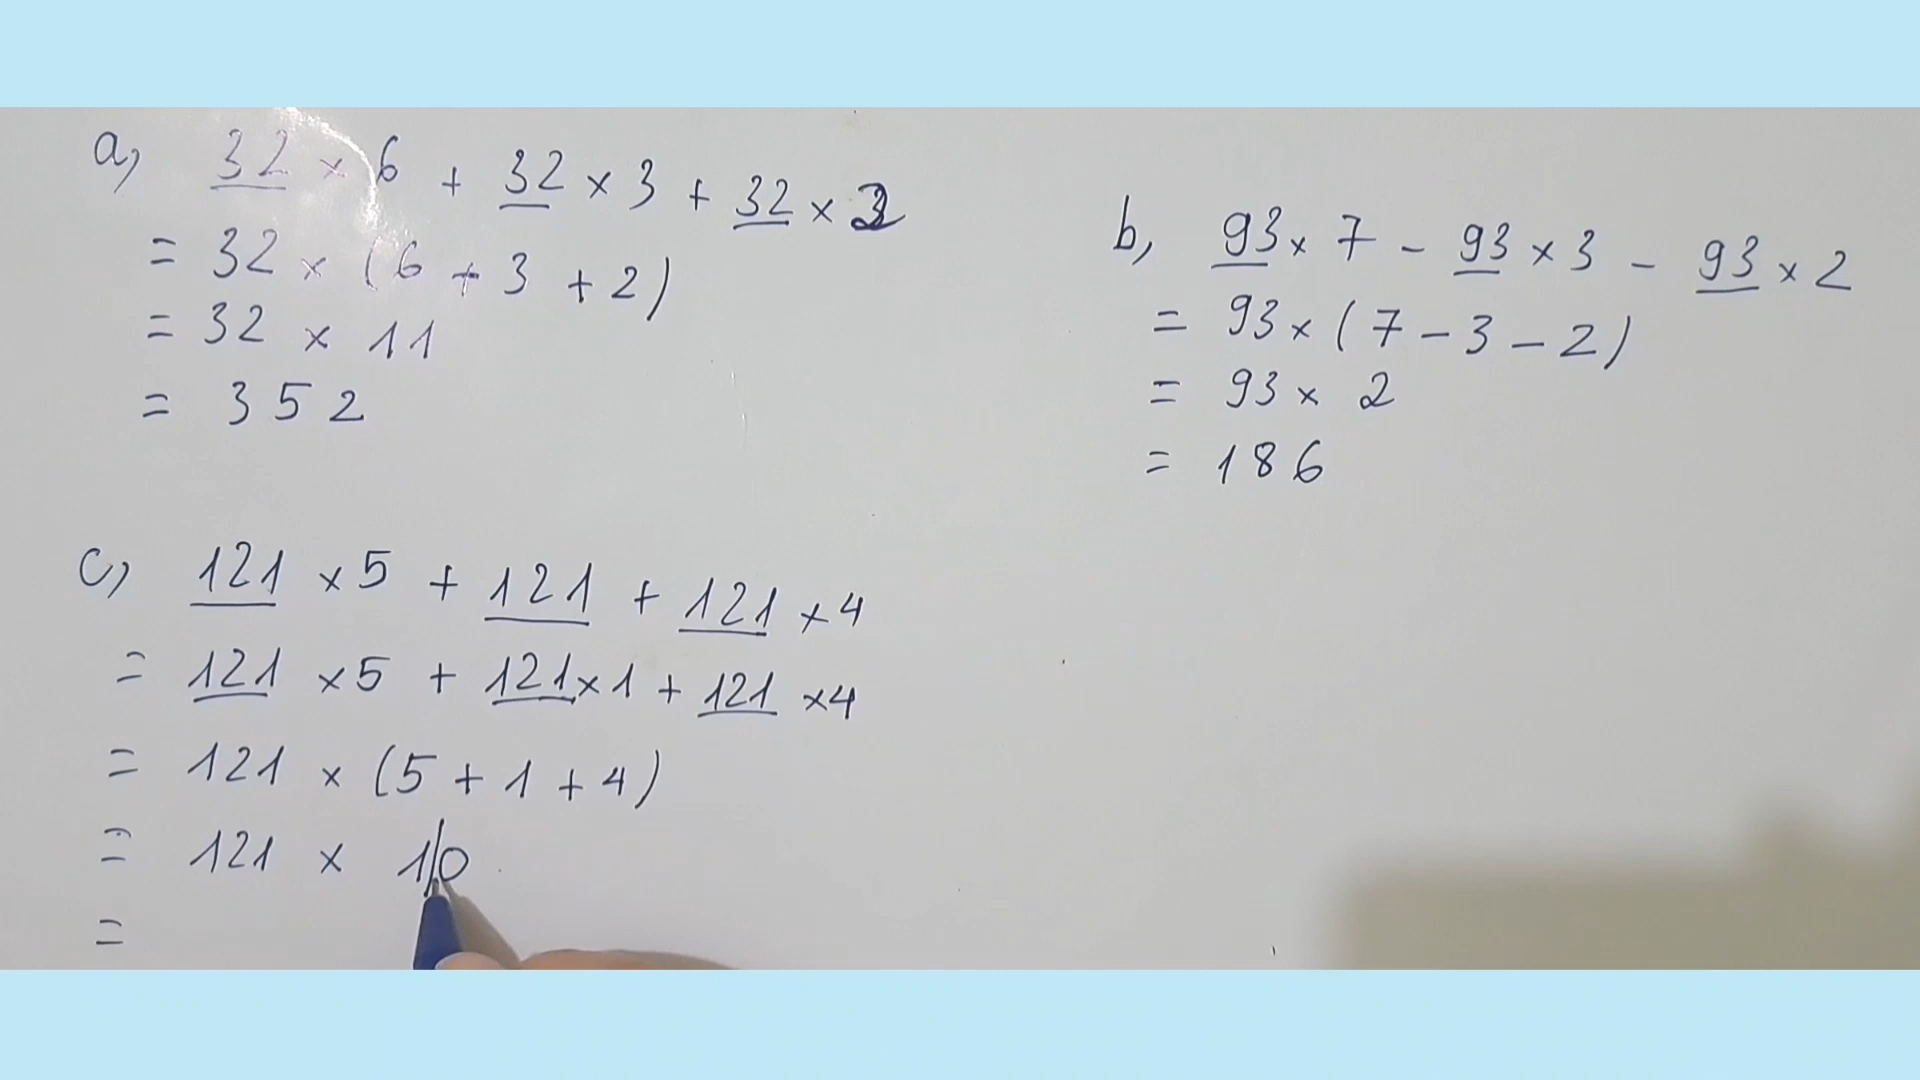 a, 32 × 6 + 32 × 3 + 32 × 2
= 32 × (6 + 3 + 2)
= 32 × 11
= 352
b, 93 × 7 - 93 × 3 - 93 × 2
= 93 × (7 - 3 - 2)
= 93 × 2
= 186
c, 121 × 5 + 121 + 121 × 4
= 121 × 5 + 121 × 1 + 121 × 4
= 121 × (5 + 1 + 4)
= 121 × 10
=